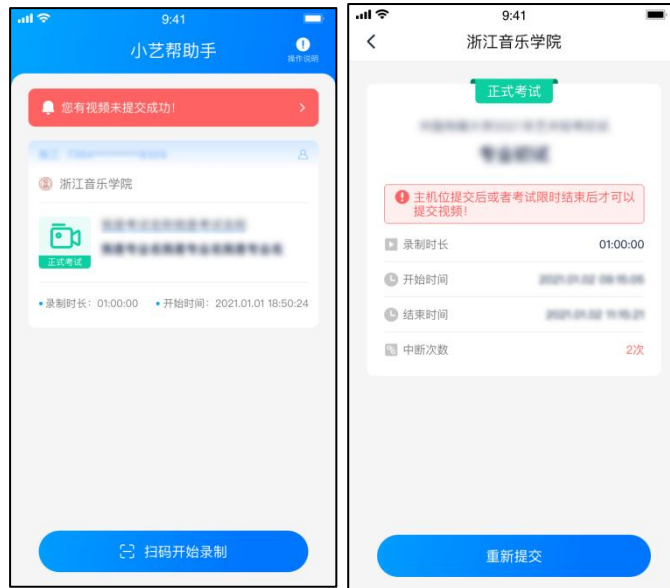 9:41
小艺帮助手
操作说明
您有视频未提交成功！
浙江音乐学院
正式考试
•录制时长：01:00:00 •开始时间：2021.01.01 18:50:24
扫码开始录制
9:41
浙江音乐学院
正式考试
专业初试
主机位提交后或者考试限时结束后才可以
提交视频！
录制时长 01:00:00
开始时间
结束时间
中断次数 2次
重新提交